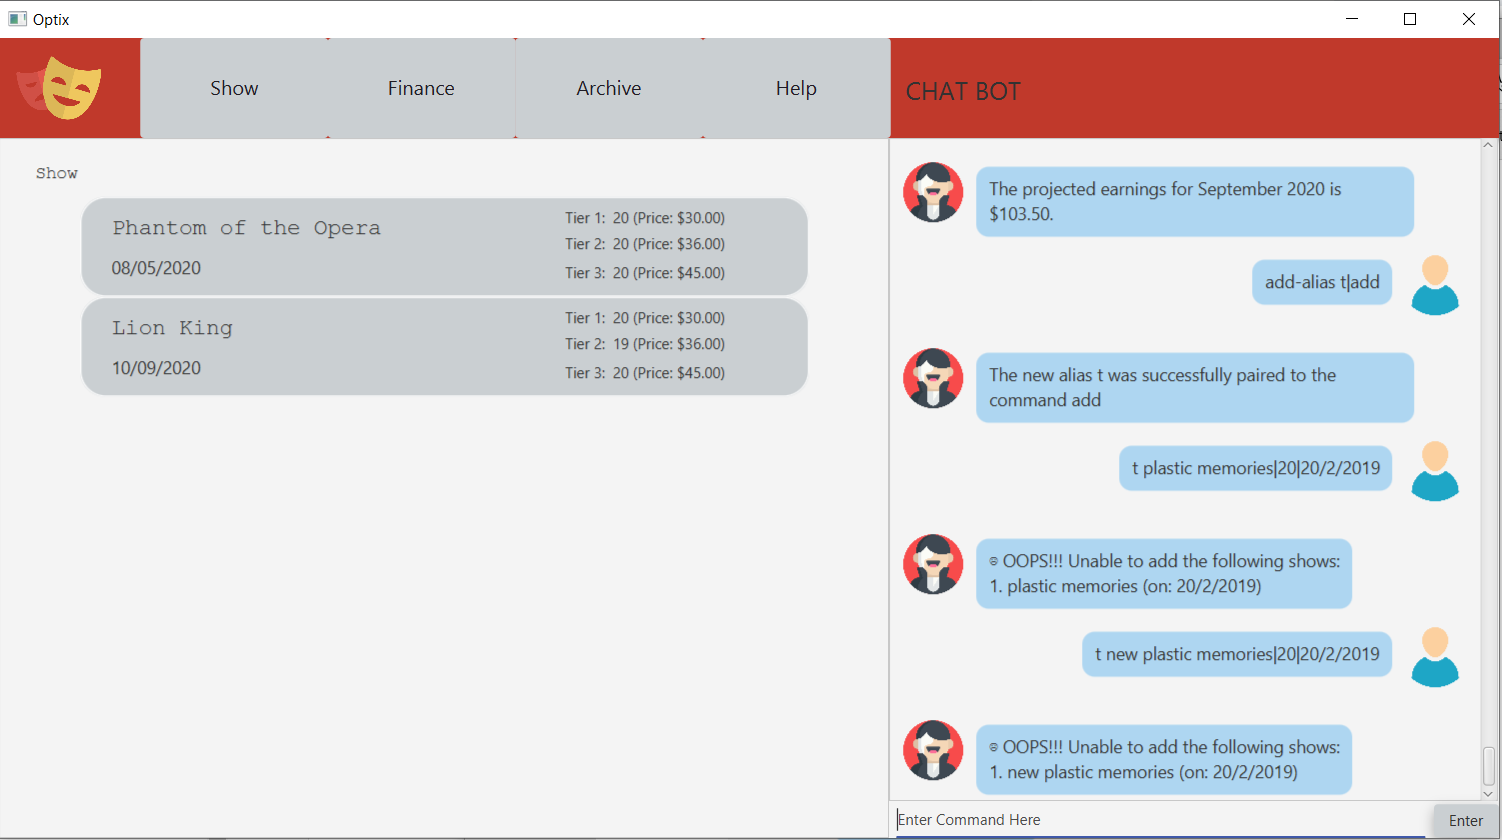 Optix
Show
Finance
Archive
Help
CHAT BOT
Show
Phantom of the Opera
08/05/2020
Tier 1: 20 (Price: $30.00)
Tier 2: 20 (Price: $36.00)
Tier 3: 20 (Price: $45.00)
Lion King
10/09/2020
Tier 1: 20 (Price: $30.00)
Tier 2: 19 (Price: $36.00)
Tier 3: 20 (Price: $45.00)
The projected earnings for September 2020 is
$103.50.
add-alias t|add
The new alias t was successfully paired to the
command add
t plastic memories|20|20/2/2019
☹ OOPS!!! Unable to add the following shows:
1. plastic memories (on: 20/2/2019)
t new plastic memories|20|20/2/2019
☹ OOPS!!! Unable to add the following shows:
1. new plastic memories (on: 20/2/2019)
Enter Command Here
Enter